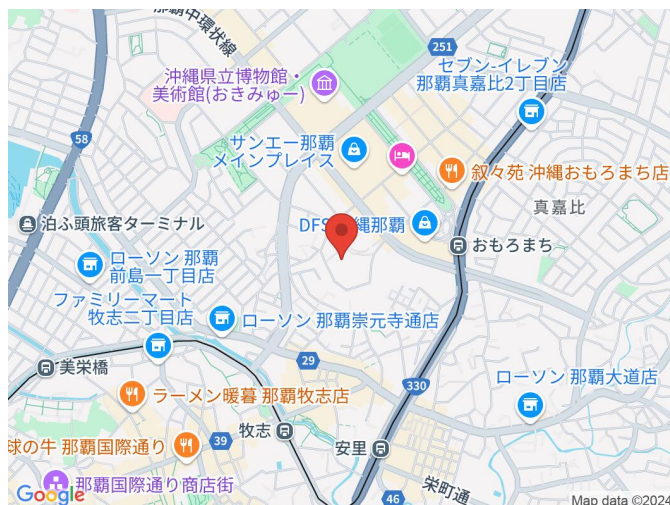 那覇中環状線
251
セブン-イレブン
那覇真嘉比2丁目店
沖縄県立博物館・
美術館(おきみゅー)
58
サンエー那覇
メインプレイス
叙々苑 沖縄おもろまち店
真嘉比
泊ふ頭旅客ターミナル
DFS
縄那覇
おもろまち
ローソン 那覇
前島一丁目店
ファミリーマート
牧志二丁目店
ローソン 那覇崇元寺通店
29
美栄橋
330
ローソン 那覇大道店
ラーメン暖暮 那覇牧志店
牧志
39
安里
球の牛 那覇国際通り
栄町通
那覇国際通り商店街
46
Google
Map data ©2024